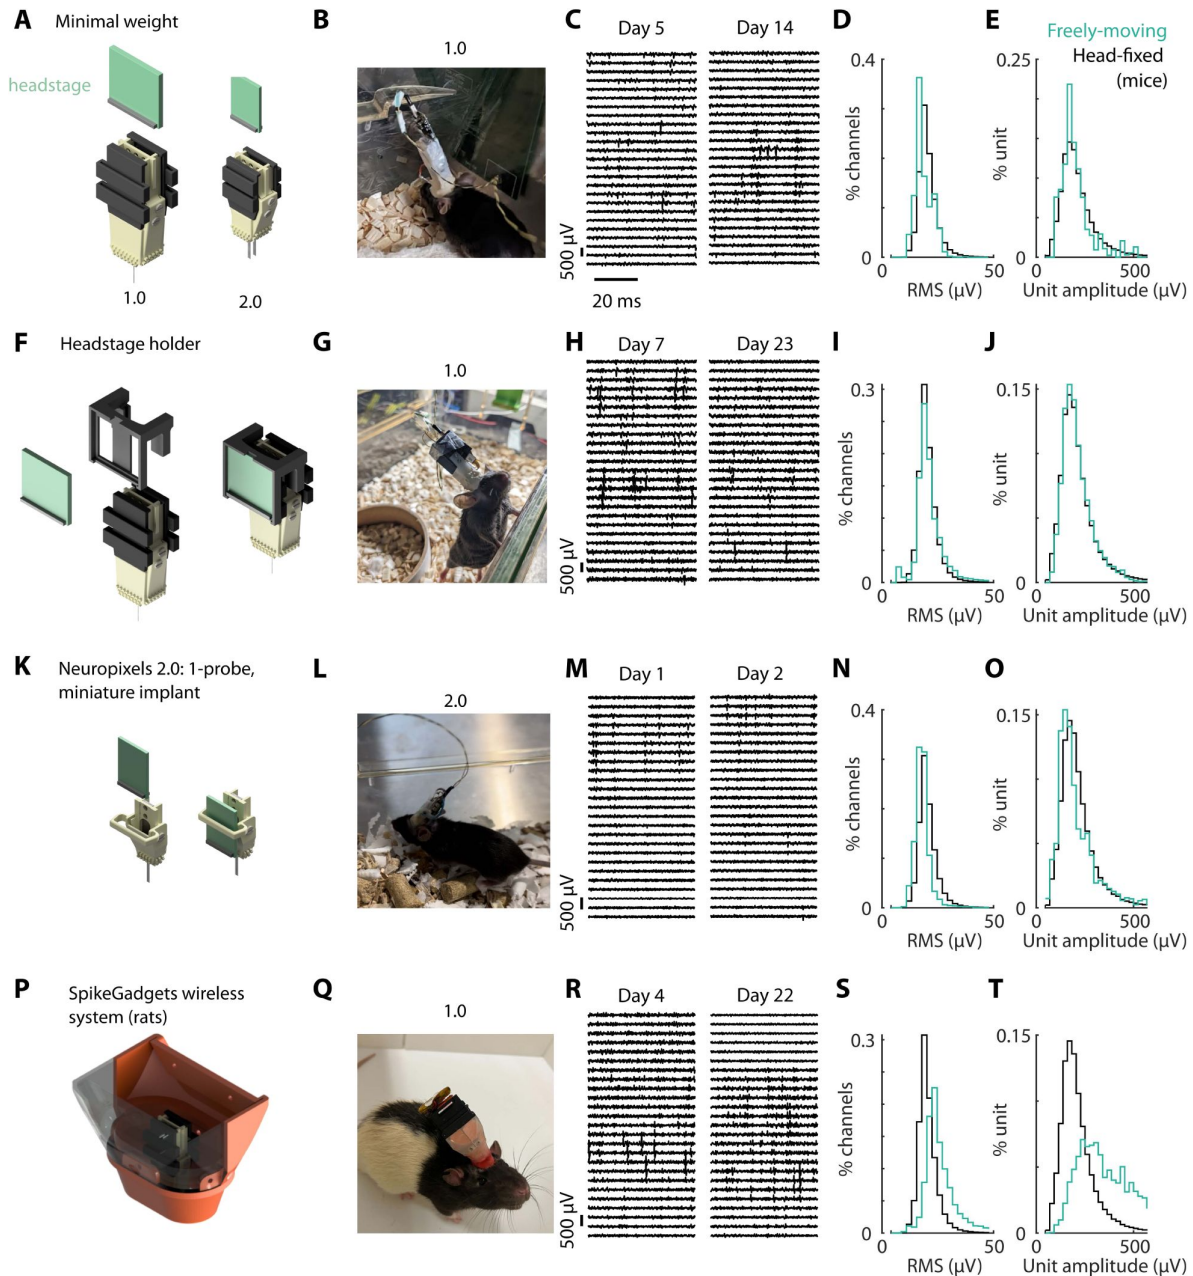 A Minimal weight
headstage
1.0
2.0
B
1.0
C
Day 5
Day 14
500 µV
20 ms
D
0.4
% channels
0
0
50
RMS (µV)
E
Freely-moving
Head-fixed
(mice)
0.25
% unit
0
0
500
Unit amplitude (µV)
F
Headstage holder
G
1.0
H
Day 7
Day 23
500 µV
I
0.3
% channels
0
0
50
RMS (µV)
J
0.15
% unit
0
0
500
Unit amplitude (µV)
K
Neuropixels 2.0: 1-probe,
miniature implant
L
2.0
M
Day 1
Day 2
500 µV
N
0.4
% channels
0
0
50
RMS (µV)
O
0.15
% unit
0
0
500
Unit amplitude (µV)
P
SpikeGadgets wireless
system (rats)
Q
1.0
R
Day 4
Day 22
500 µV
S
0.3
% channels
0
0
50
RMS (µV)
T
0.15
% unit
0
0
500
Unit amplitude (µV)